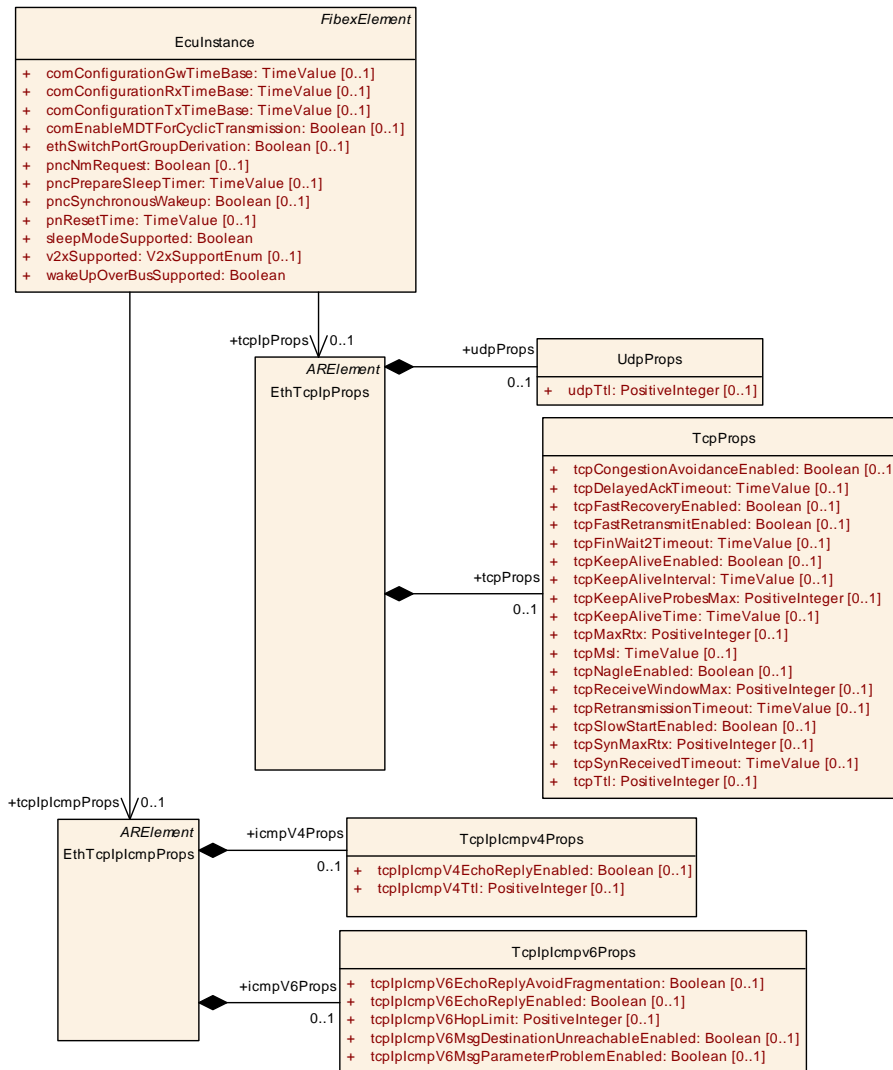 FibexElement
EcuInstance
+ comConfigurationGwTimeBase: TimeValue [0..1]
+ comConfigurationRxTimeBase: TimeValue [0..1]
+ comConfigurationTxTimeBase: TimeValue [0..1]
+ comEnableMDTForCyclicTransmission: Boolean [0..1]
+ ethSwitchPortGroupDerivation: Boolean [0..1]
+ pncNmRequest: Boolean [0..1]
+ pncPrepareSleepTimer: TimeValue [0..1]
+ pncSynchronousWakeup: Boolean [0..1]
+ pnResetTime: TimeValue [0..1]
+ sleepModeSupported: Boolean
+ v2xSupported: V2xSupportEnum [0..1]
+ wakeUpOverBusSupported: Boolean
+tcpIpProps 0..1
ARElement
EthTcpIpProps
+udpProps
0..1
UdpProps
+ udpTtl: PositiveInteger [0..1]
+tcpProps
0..1
TcpProps
+ tcpCongestionAvoidanceEnabled: Boolean [0..1
+ tcpDelayedAckTimeout: TimeValue [0..1]
+ tcpFastRecoveryEnabled: Boolean [0..1]
+ tcpFastRetransmitEnabled: Boolean [0..1]
+ tcpFinWait2Timeout: TimeValue [0..1]
+ tcpKeepAliveEnabled: Boolean [0..1]
+ tcpKeepAliveInterval: TimeValue [0..1]
+ tcpKeepAliveProbesMax: PositiveInteger [0..1]
+ tcpKeepAliveTime: TimeValue [0..1]
+ tcpMaxRtx: PositiveInteger [0..1]
+ tcpMsl: TimeValue [0..1]
+ tcpNagleEnabled: Boolean [0..1]
+ tcpReceiveWindowMax: PositiveInteger [0..1]
+ tcpRetransmissionTimeout: TimeValue [0..1]
+ tcpSlowStartEnabled: Boolean [0..1]
+ tcpSynMaxRtx: PositiveInteger [0..1]
+ tcpSynReceivedTimeout: TimeValue [0..1]
+ tcpTtl: PositiveInteger [0..1]
+tcpIpIcmpProps 0..1
ARElement
EthTcpIpIcmpProps
+icmpV4Props
0..1
TcpIpIcmpv4Props
+ tcpIpIcmpV4EchoReplyEnabled: Boolean [0..1]
+ tcpIpIcmpV4Ttl: PositiveInteger [0..1]
+icmpV6Props
0..1
TcpIpIcmpv6Props
+ tcpIpIcmpV6EchoReplyAvoidFragmentation: Boolean [0..1]
+ tcpIpIcmpV6EchoReplyEnabled: Boolean [0..1]
+ tcpIpIcmpV6HopLimit: PositiveInteger [0..1]
+ tcpIpIcmpV6MsgDestinationUnreachableEnabled: Boolean [0..1]
+ tcpIpIcmpV6MsgParameterProblemEnabled: Boolean [0..1]